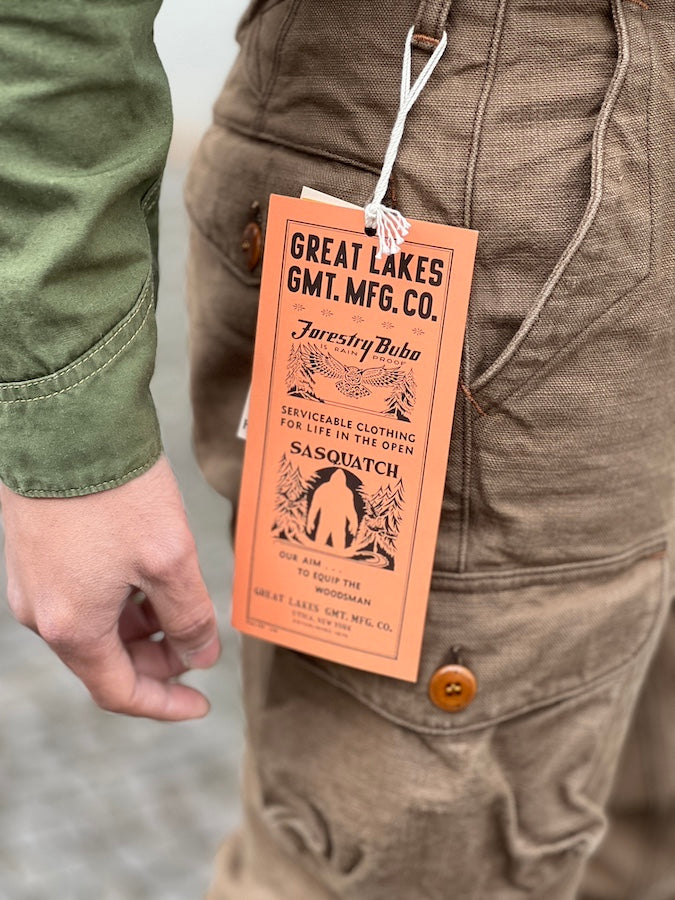 GREAT LAKES
GMT. MFG. CO.
Forestry Bubo
IS RAIN PROOF
SERVICEABLE CLOTHING
FOR LIFE IN THE OPEN
SASQUATCH
OUR AIM . . .
TO EQUIP THE
WOODSMAN
GREAT LAKES GMT. MFG. CO.
UTICA, NEW YORK
ESTABLISHED